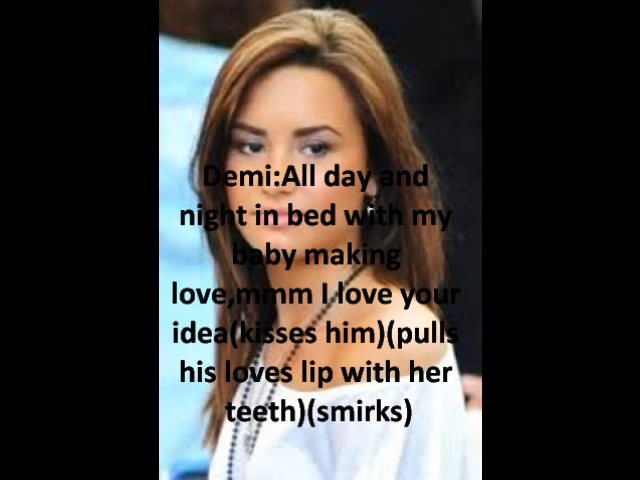 Demi:All day and
night in bed with my
baby making
love,mmm I love your
idea(kisses him)(pulls
his loves lip with her
teeth)(smirks)